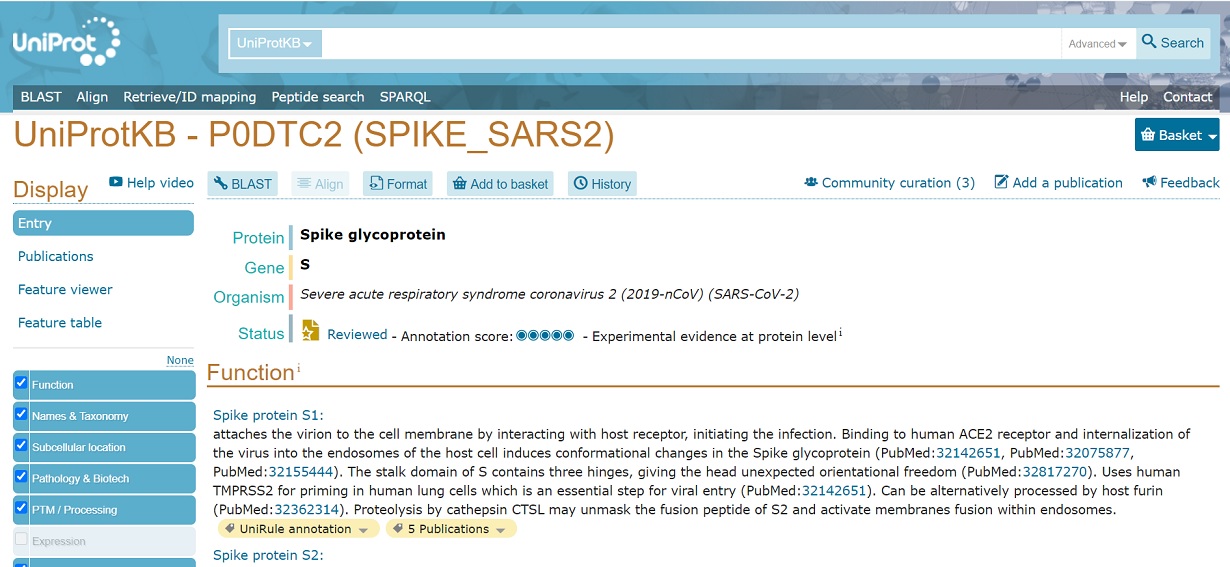 UniProt
UniProtKB
Advanced
Search
BLAST Align Retrieve/ID mapping Peptide search SPARQL
Help Contact
UniProtKB - P0DTC2 (SPIKE_SARS2)
Basket
Display
Help video
BLAST
Align
Format
Add to basket
History
Community curation (3)
Add a publication
Feedback
Entry
Publications
Feature viewer
Feature table
None
Function
Names & Taxonomy
Subcellular location
Pathology & Biotech
PTM / Processing
Expression
Protein Spike glycoprotein
Gene S
Organism Severe acute respiratory syndrome coronavirus 2 (2019-nCoV) (SARS-CoV-2)
Status Reviewed - Annotation score: - Experimental evidence at protein level i
Function i
Spike protein S1:
attaches the virion to the cell membrane by interacting with host receptor, initiating the infection. Binding to human ACE2 receptor and internalization of
the virus into the endosomes of the host cell induces conformational changes in the Spike glycoprotein (PubMed:32142651, PubMed:32075877,
PubMed:32155444). The stalk domain of S contains three hinges, giving the head unexpected orientational freedom (PubMed:32817270). Uses human
TMPRSS2 for priming in human lung cells which is an essential step for viral entry (PubMed:32142651). Can be alternatively processed by host furin
(PubMed:32362314). Proteolysis by cathepsin CTSL may unmask the fusion peptide of S2 and activate membranes fusion within endosomes.
UniRule annotation
5 Publications
Spike protein S2: